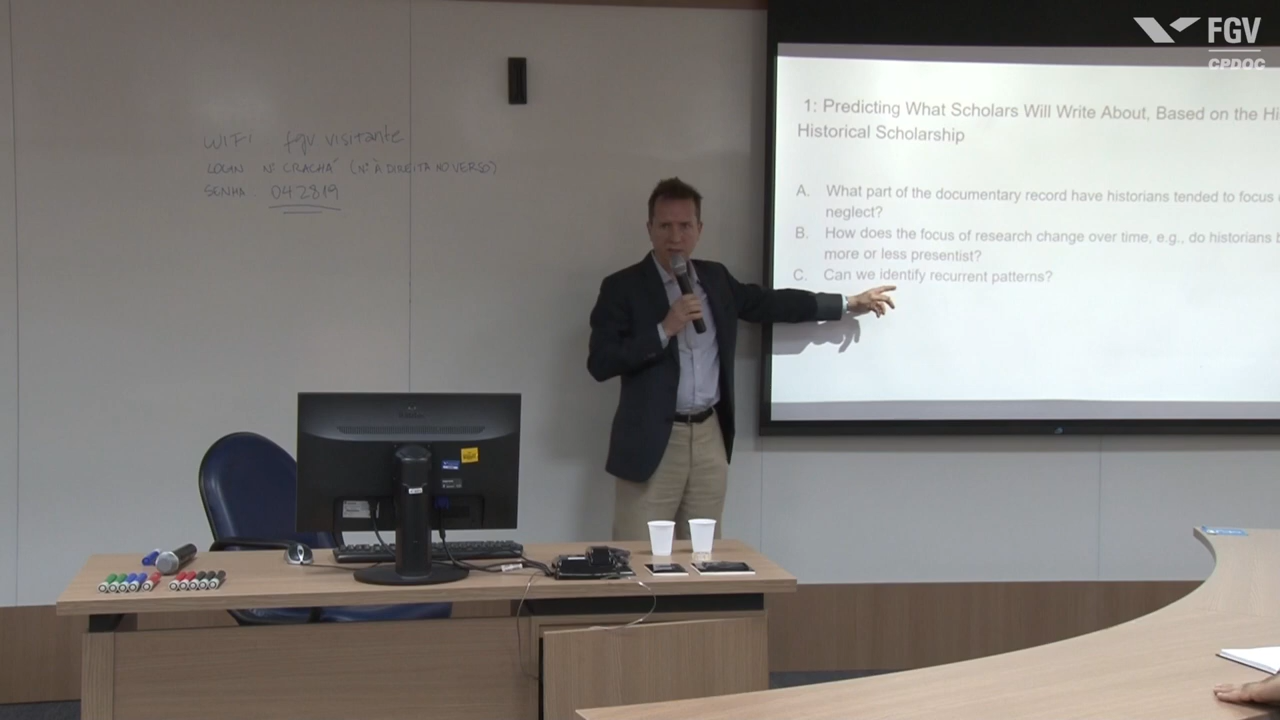 FGV
CPDOC
1: Predicting What Scholars Will Write About, Based on the Hi
Historical Scholarship
A. What part of the documentary record have historians tended to focus
neglect?
B. How does the focus of research change over time, e.g., do historians b
more or less presentist?
C. Can we identify recurrent patterns?
WIFI fgv visitante
LOGIN Nº CRACHÁ (Nº À DIREITA NO VERSO)
SENHA 042819